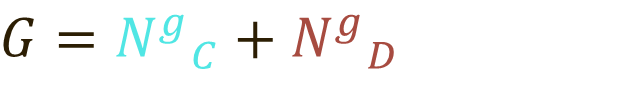 G = N^g_C + N^g_D